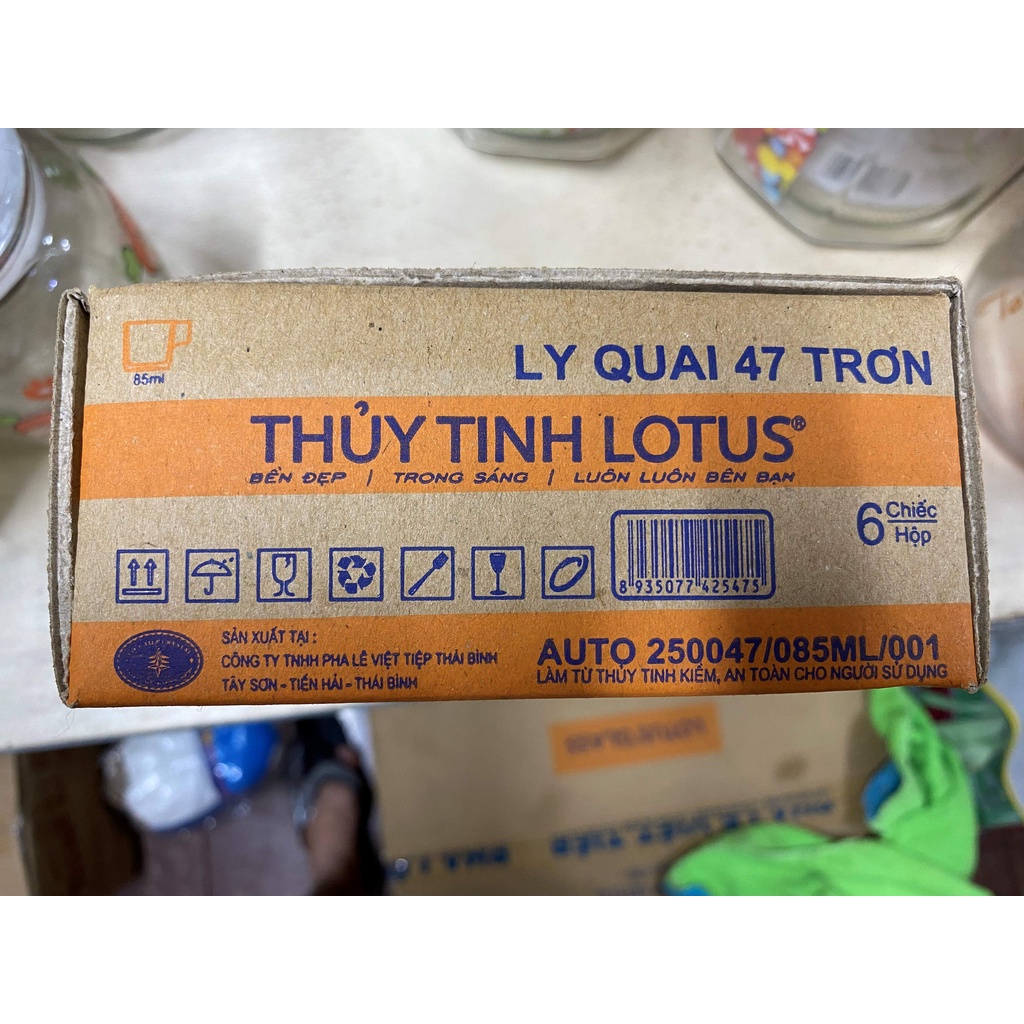 85ml
LY QUAI 47 TRƠN
THỦY TINH LOTUS®
BỀN ĐẸP | TRONG SÁNG | LUÔN LUÔN BÊN BẠN
6 Chiếc
Hộp
8 935077 425475
SẢN XUẤT TẠI :
CÔNG TY TNHH PHA LÊ VIỆT TIỆP THÁI BÌNH
TÂY SƠN - TIỀN HẢI - THÁI BÌNH
AUTO 250047/085ML/001
LÀM TỪ THỦY TINH KIỀM, AN TOÀN CHO NGƯỜI SỬ DỤNG